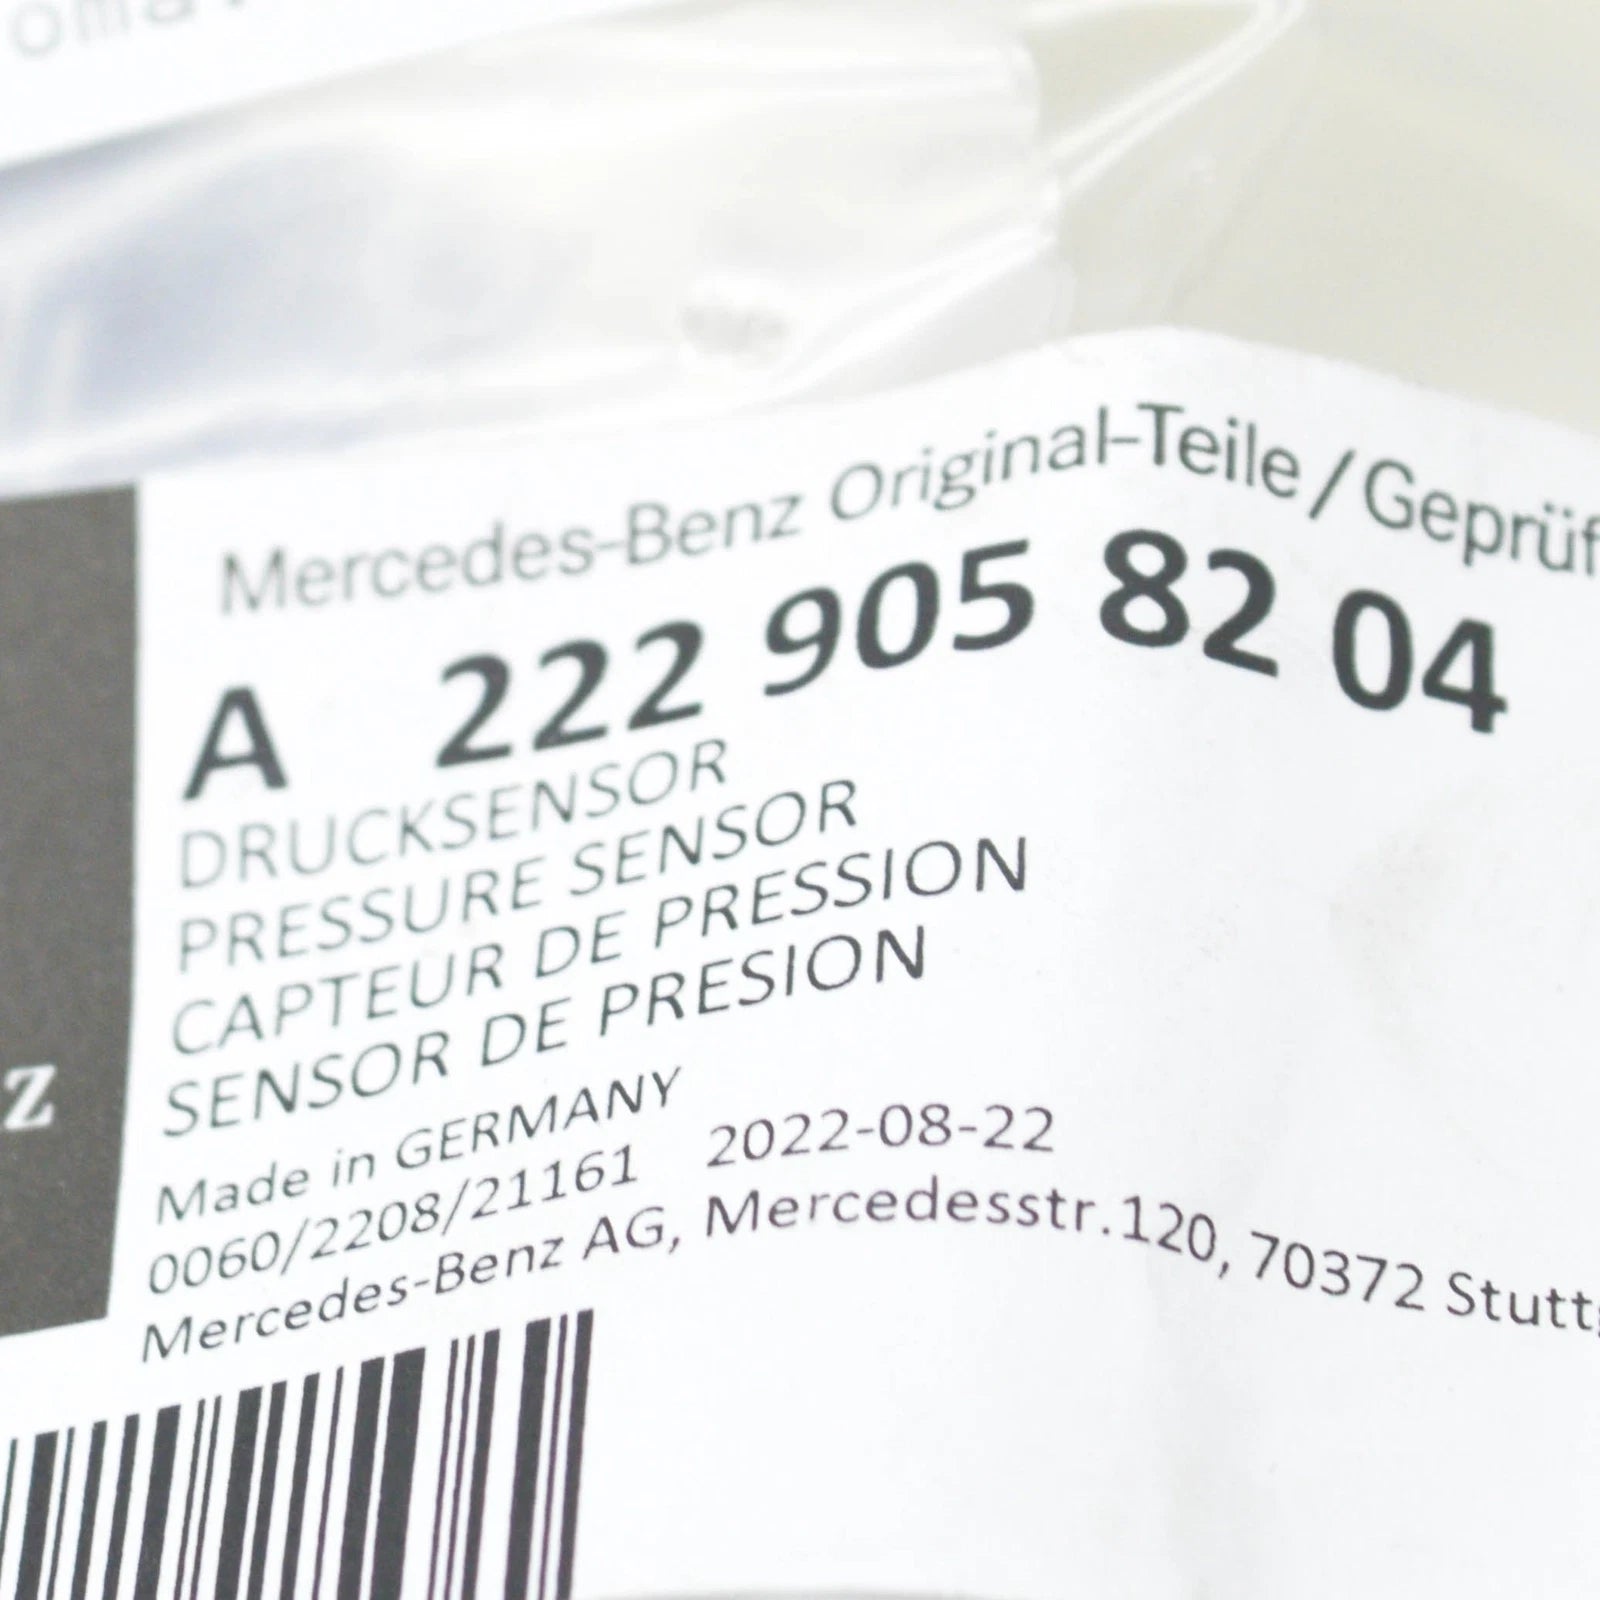 Mercedes-Benz Original-Teile/Geprüf
A 222 905 82 04
DRUCKSENSOR
PRESSURE SENSOR
CAPTEUR DE PRESSION
SENSOR DE PRESION
z
Made in GERMANY
0060/2208/21161 2022-08-22
Mercedes-Benz AG, Mercedesstr.120, 70372 Stutt